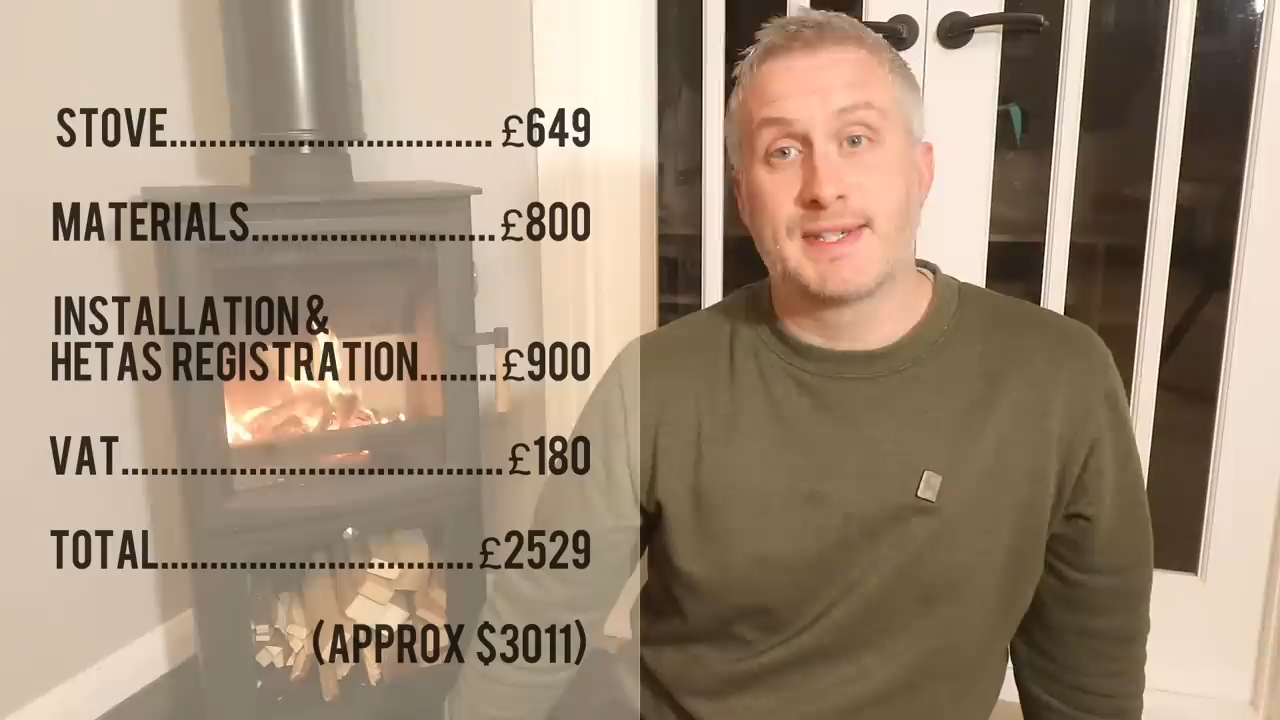 STOVE................................. £649
MATERIALS......................... £800
INSTALLATION &
HETAS REGISTRATION........ £900
VAT....................................... £180
TOTAL................................ £2529
(APPROX $3011)